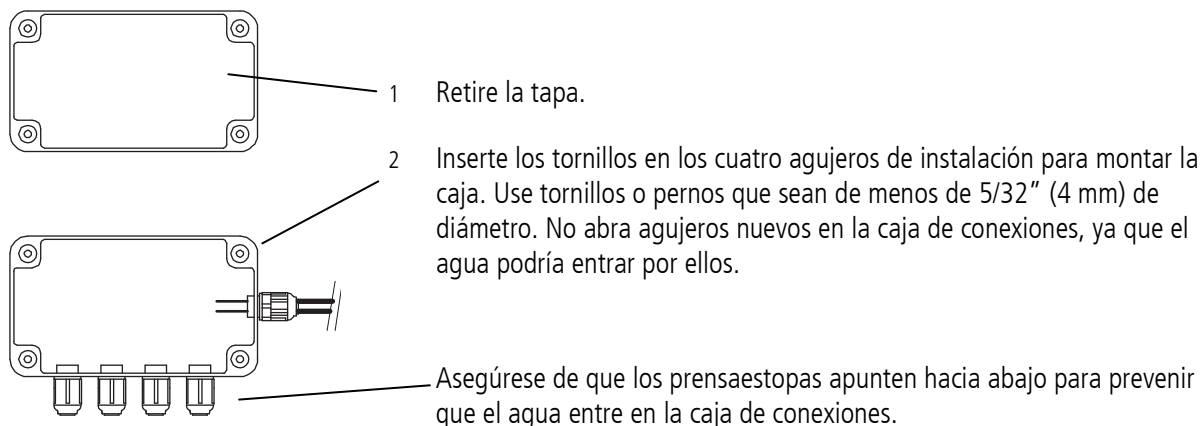 1 Retire la tapa.
2 Inserte los tornillos en los cuatro agujeros de instalación para montar la
caja. Use tornillos o pernos que sean de menos de 5/32” (4 mm) de
diámetro. No abra agujeros nuevos en la caja de conexiones, ya que el
agua podría entrar por ellos.
Asegúrese de que los prensaestopas apunten hacia abajo para prevenir
que el agua entre en la caja de conexiones.